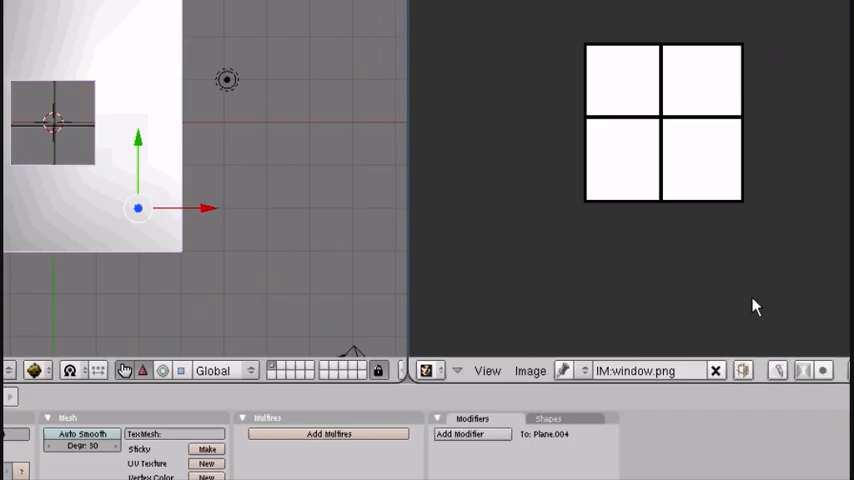 Global
View Image IM:window.png
Mesh Multires Modifiers Shapes
Auto Smooth TexMesh: Add Multires Add Modifier To: Plane.004
Degr: 30 Sticky Make
UV Texture New
Vertex Color New